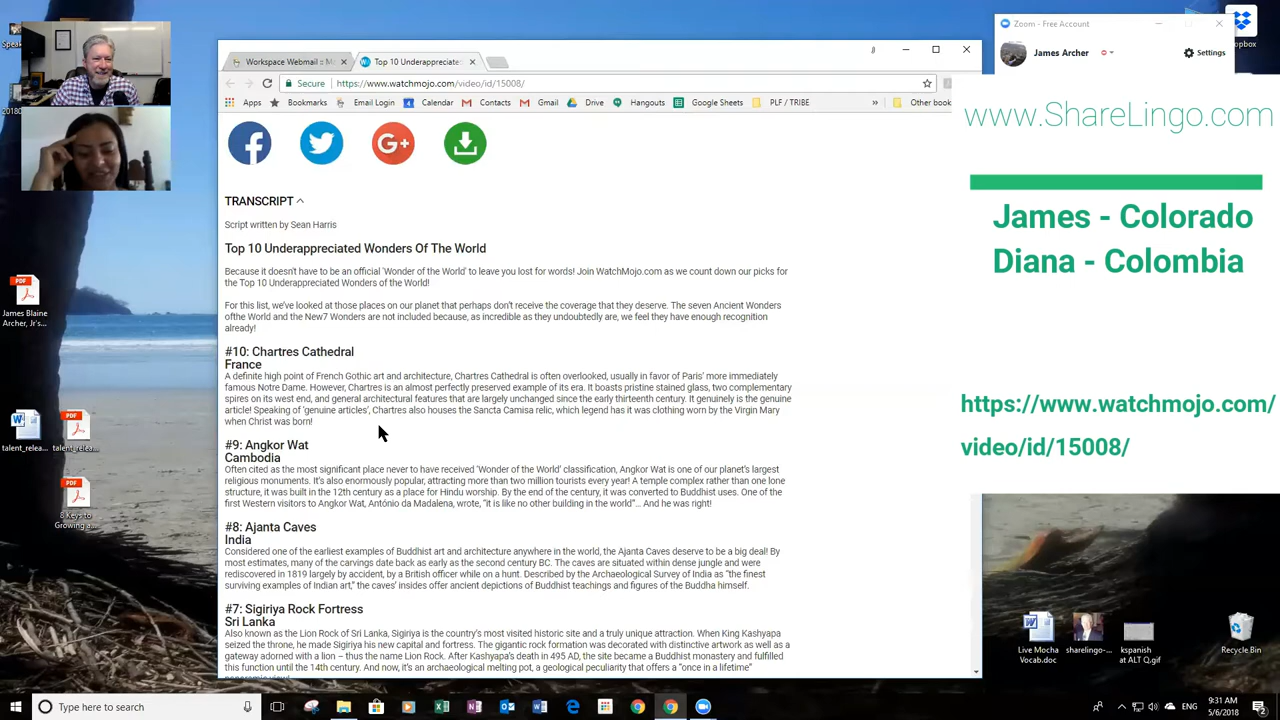 Zoom - Free Account
James Archer
Settings
Workspace Webmail
Top 10 Underappreciate
Secure
https://www.watchmojo.com/video/id/15008/
Apps
Bookmarks
Email Login
Calendar
Contacts
Gmail
Drive
Hangouts
Google Sheets
PLF / TRIBE
»
Other book
G+
www.ShareLingo.com
James - Colorado
Diana - Colombia
https://www.watchmojo.com/
video/id/15008/
TRANSCRIPT
Script written by Sean Harris
Top 10 Underappreciated Wonders Of The World
Because it doesn't have to be an official 'Wonder of the World' to leave you lost for words! Join WatchMojo.com as we count down our picks for
the Top 10 Underappreciated Wonders of the World!
For this list, we've looked at those places on our planet that perhaps don't receive the coverage that they deserve. The seven Ancient Wonders
ofthe World and the New7 Wonders are not included because, as incredible as they undoubtedly are, we feel they have enough recognition
already!
#10: Chartres Cathedral
France
A definite high point of French Gothic art and architecture, Chartres Cathedral is often overlooked, usually in favor of Paris' more immediately
famous Notre Dame. However, Chartres is an almost perfectly preserved example of its era. It boasts pristine stained glass, two complementary
spires on its west end, and general architectural features that are largely unchanged since the early thirteenth century. It genuinely is the genuine
article! Speaking of 'genuine articles', Chartres also houses the Sancta Camisa relic, which legend has it was clothing worn by the Virgin Mary
when Christ was born!
#9: Angkor Wat
Cambodia
Often cited as the most significant place never to have received 'Wonder of the World' classification, Angkor Wat is one of our planet's largest
religious monuments. It's also enormously popular, attracting more than two million tourists every year! A temple complex rather than one lone
structure, it was built in the 12th century as a place for Hindu worship. By the end of the century, it was converted to Buddhist uses. One of the
first Western visitors to Angkor Wat, António da Madalena, wrote, "it is like no other building in the world"... And he was right!
#8: Ajanta Caves
India
Considered one of the earliest examples of Buddhist art and architecture anywhere in the world, the Ajanta Caves deserve to be a big deal! By
most estimates, many of the carvings date back as early as the second century BC. The caves are situated within dense jungle and were
rediscovered in 1819 largely by accident, by a British officer while on a hunt. Described by the Archaeological Survey of India as "the finest
surviving examples of Indian art," the caves' insides offer ancient depictions of Buddhist teachings and figures of the Buddha himself.
#7: Sigiriya Rock Fortress
Sri Lanka
Also known as the Lion Rock of Sri Lanka, Sigiriya is the country's most visited historic site and a truly unique attraction. When King Kashyapa
seized the throne, he made Sigiriya his new capital and fortress. The gigantic rock formation was decorated with distinctive artwork as well as a
gateway adorned with a lion – thus the name Lion Rock. After Kashyapa's death in 495 AD, the site became a Buddhist monastery and fulfilled
this function until the 14th century. And now, it's an archaeological melting pot, a geological peculiarity that offers a "once in a lifetime"
PDF
James Blaine
Archer, Jr's...
talent_relea...
PDF
talent_relea...
PDF
8 Keys to
Growing a...
Live Mocha
Vocab.doc
sharelingo-...
kspanish
at ALT Q.gif
Recycle Bin
Type here to search
ENG
9:31 AM
5/6/2018
2